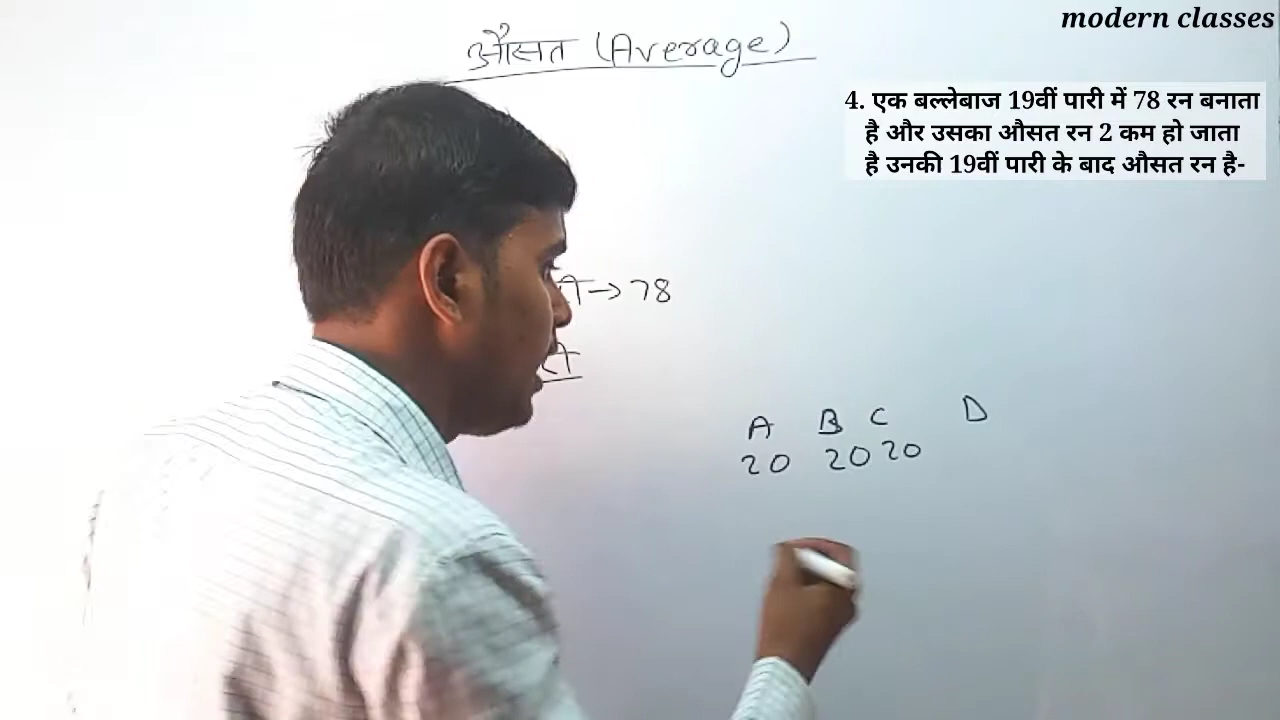 modern classes
औसत (Average)
4. एक बल्लेबाज 19वीं पारी में 78 रन बनाता
है और उसका औसत रन 2 कम हो जाता
है उनकी 19वीं पारी के बाद औसत रन है-
→ 78
A B C D
20 20 20